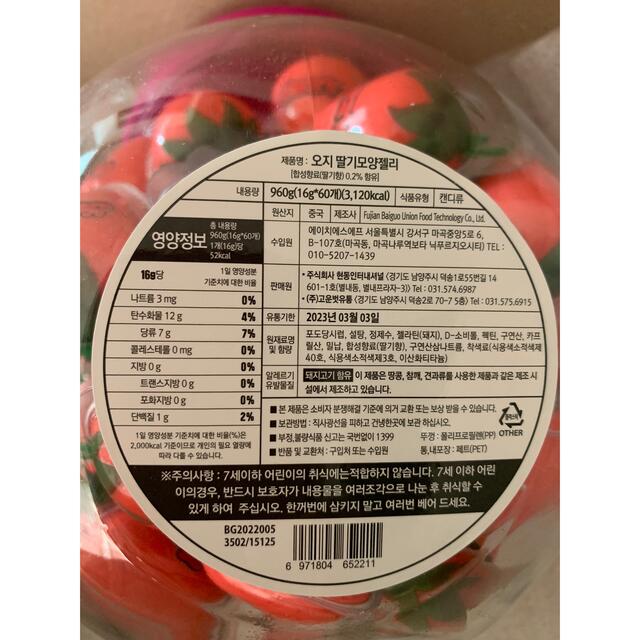 제품명 : 오지 딸기모양젤리
[합성향료(딸기향) 0.2% 함유]
내용량 960g(16g*60개)(3,120kcal) 식품유형 캔디류
원산지 중국 제조사 Fujian Baiguo Union Food Technology Co., Ltd.
영양정보
총 내용량
960g(16g*60개)
1개(16g)당
52kcal
수입원
에이치에스에프 서울특별시 강서구 마곡중앙5로 6,
B-107호(마곡동, 마곡나루역보타 닉푸르지오시티) TEL :
010-5207-1439
16g당
1일 영양성분
기준치에 대한 비율
나트륨 3 mg 0%
탄수화물 12 g 4%
당류 7 g 7%
콜레스테롤 0 mg 0%
지방 0 g 0%
트랜스지방 0 g 0%
포화지방 0 g 0%
단백질 1 g 2%
1일 영양성분 기준치에 대한 비율(%)은
2,000kcal 기준이므로 개인의 필요 열량에
따라 다를 수 있습니다.
판매원
• 주식회사 현동인터내셔널 (경기도 남양주시 덕송1로55번길 14
601-1호(별내동, 별내프라자-3)) TEL : 031.574.6987
• (주)고운벗유통 (경기도 남양주시 덕송2로 70-7 5층) TEL : 031.575.6915
유통기한 2023년 03월 03일
원재료명
및 함량
포도당시럽, 설탕, 정제수, 젤라틴(돼지), D-소비톨, 펙틴, 구연산, 카프
릴산, 밀납, 합성향료(딸기향), 구연산삼나트륨, 착색료(식용색소적색제
40호, 식용색소적색제3호, 이산화티타늄)
알레르기
유발물질
돼지고기 함유 이 제품은 땅콩, 참깨, 견과류를 사용한 제품과 같은 제조 시
설에서 제조하고 있습니다.
■ 본 제품은 소비자 분쟁해결 기준에 의거 교환 또는 보상 받을 수 있습니다.
■ 보관방법 : 직사광선을 피하고 건냉한곳에 보관 하십시오.
■ 부정,불량식품 신고는 국번없이 1399
■ 반품 및 교환처 : 구입처 또는 수입원
플라스틱
OTHER
뚜껑 : 폴리프로필렌(PP)
통,내포장 : 페트(PET)
※주의사항 : 7세이하 어린이의 취식에는적합하지 않습니다. 7세 이하 어린
이의경우, 반드시 보호자가 내용물을 여러조각으로 나눈 후 취식할 수
있게 하여 주십시오. 한꺼번에 삼키지 말고 여러번 베어 드세요.
BG2022005
3502/15125
6 971804 652211